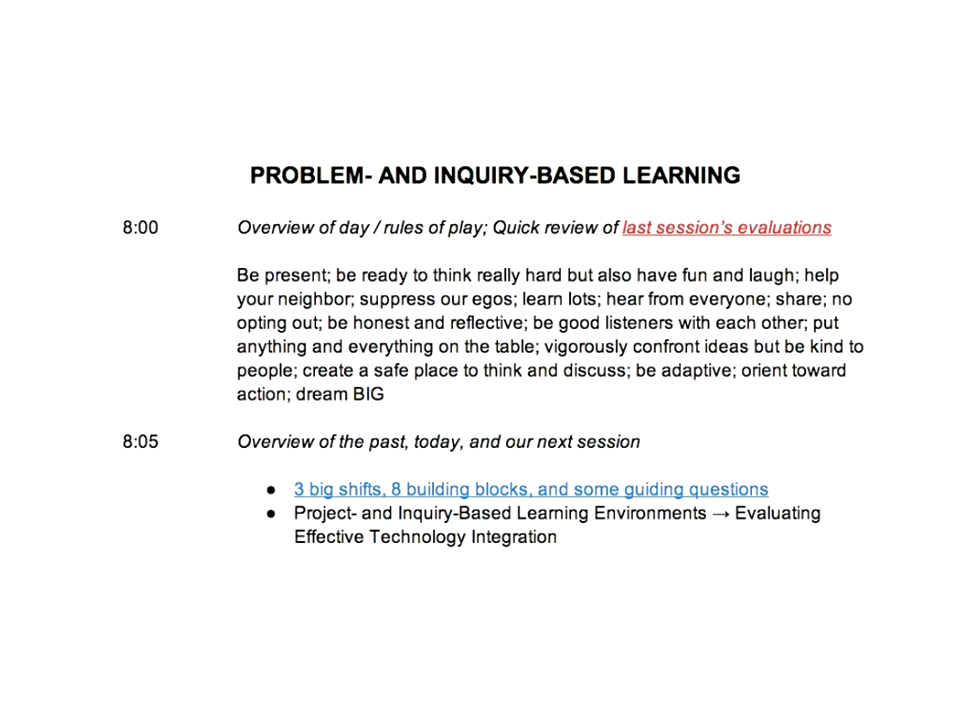 PROBLEM- AND INQUIRY-BASED LEARNING
8:00 Overview of day / rules of play; Quick review of last session's evaluations
Be present; be ready to think really hard but also have fun and laugh; help
your neighbor; suppress our egos; learn lots; hear from everyone; share; no
opting out; be honest and reflective; be good listeners with each other; put
anything and everything on the table; vigorously confront ideas but be kind to
people; create a safe place to think and discuss; be adaptive; orient toward
action; dream BIG
8:05 Overview of the past, today, and our next session
● 3 big shifts, 8 building blocks, and some guiding questions
● Project- and Inquiry-Based Learning Environments → Evaluating
Effective Technology Integration